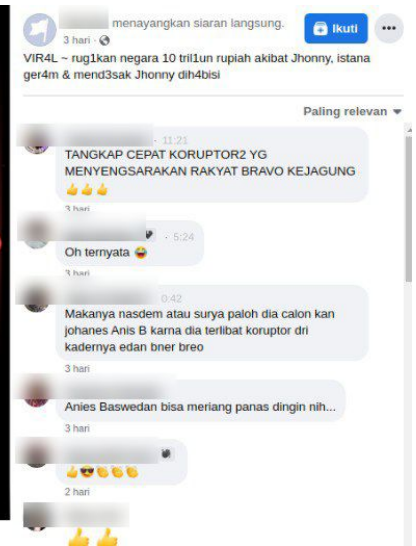 menayangkan siaran langsung.
3 hari
Ikuti
VIR4L ~ rug1kan negara 10 tril1un rupiah akibat Jhonny, istana
ger4m & mend3sak Jhonny dih4bisi
Paling relevan
11:21
TANGKAP CEPAT KORUPTOR2 YG
MENYENGSARAKAN RAKYAT BRAVO KEJAGUNG
👍👍👍
3 hari
5:24
Oh ternyata 😂
3 hari
0:42
Makanya nasdem atau surya paloh dia calon kan
johanes Anis B karna dia terlibat koruptor dri
kadernya edan bner breo
3 hari
Anies Baswedan bisa meriang panas dingin nih...
3 hari
👍😎👏👏👏
2 hari
👍👍